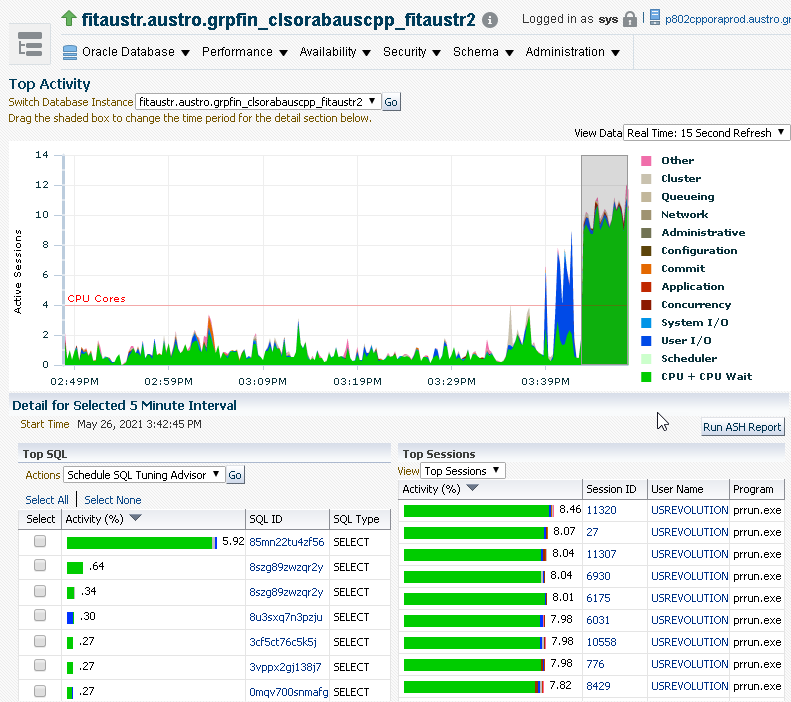 fitaustr.austro.grpfin_clsorabauscpp_fitaustr2
Logged in as sys
p802cpporaprod.austro.gr
Oracle Database Performance Availability Security Schema Administration
Top Activity
Switch Database Instance fitaustr.austro.grpfin_clsorabauscpp_fitaustr2 Go
Drag the shaded box to change the time period for the detail section below.
View Data Real Time: 15 Second Refresh
Active Sessions
14
12
10
8
6
4
2
0
CPU Cores
02:49PM 02:59PM 03:09PM 03:19PM 03:29PM 03:39PM
Other
Cluster
Queueing
Network
Administrative
Configuration
Commit
Application
Concurrency
System I/O
User I/O
Scheduler
CPU + CPU Wait
Detail for Selected 5 Minute Interval
Start Time May 26, 2021 3:42:45 PM
Run ASH Report
Top SQL
Actions Schedule SQL Tuning Advisor Go
Select All | Select None
Select Activity (%) SQL ID SQL Type
5.92 85mn22tu4zf56 SELECT
.64 8szg89zwzqr2y SELECT
.34 8szg89zwzqr2y SELECT
.30 8u3sxq7n3pzju SELECT
.27 3cf5ct76c5k5j SELECT
.27 3vppx2gj138j7 SELECT
.27 0mqv700snmafg SELECT
Top Sessions
View Top Sessions
Activity (%) Session ID User Name Program
8.46 11320 USREVOLUTION prrun.exe
8.07 27 USREVOLUTION prrun.exe
8.04 11307 USREVOLUTION prrun.exe
8.04 6930 USREVOLUTION prrun.exe
8.01 6175 USREVOLUTION prrun.exe
7.98 6031 USREVOLUTION prrun.exe
7.98 10558 USREVOLUTION prrun.exe
7.98 776 USREVOLUTION prrun.exe
7.82 8429 USREVOLUTION prrun.exe